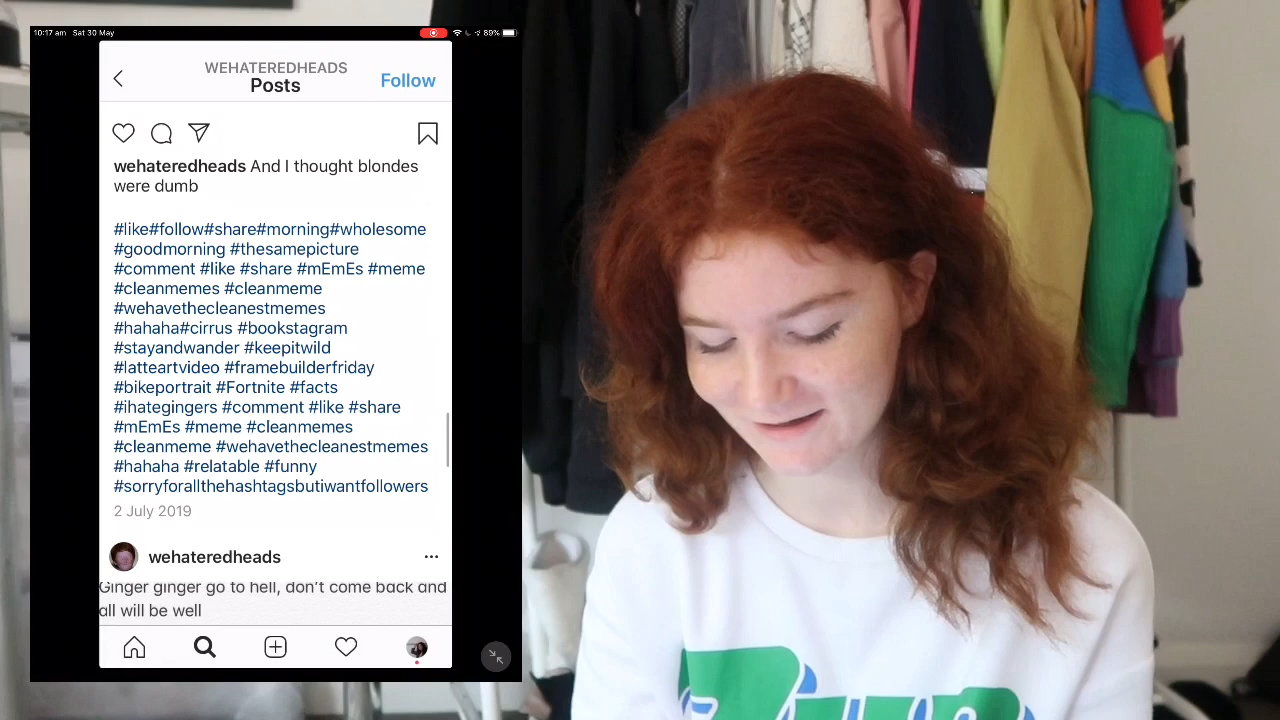 10:17 am Sat 30 May
89%
WEHATEREDHEADS
Posts
Follow
wehateredheads And I thought blondes
were dumb
#like#follow#share#morning#wholesome
#goodmorning #thesamepicture
#comment #like #share #mEmEs #meme
#cleanmemes #cleanmeme
#wehavethecleanestmemes
#hahaha#cirrus #bookstagram
#stayandwander #keepitwild
#latteartvideo #framebuilderfriday
#bikeportrait #Fortnite #facts
#ihategingers #comment #like #share
#mEmEs #meme #cleanmemes
#cleanmeme #wehavethecleanestmemes
#hahaha #relatable #funny
#sorryforallthehashtagsbutiwantfollowers
2 July 2019
wehateredheads
Ginger ginger go to hell, don't come back and
all will be well